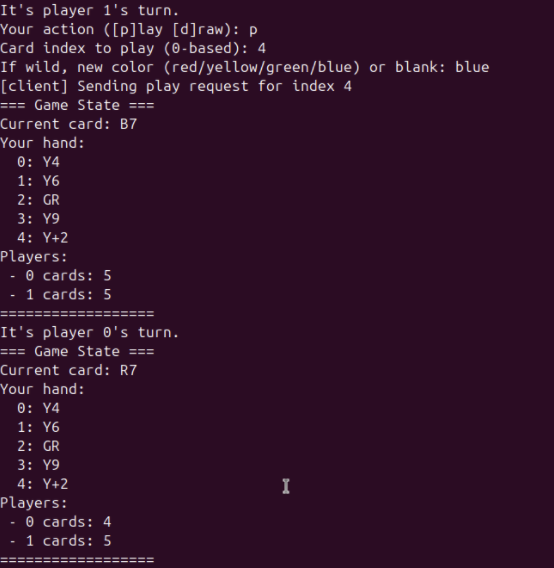 It's player 1's turn.
Your action ([p]lay [d]raw): p
Card index to play (0-based): 4
If wild, new color (red/yellow/green/blue) or blank: blue
[client] Sending play request for index 4
=== Game State ===
Current card: B7
Your hand:
  0: Y4
  1: Y6
  2: GR
  3: Y9
  4: Y+2
Players:
 - 0 cards: 5
 - 1 cards: 5
==================
It's player 0's turn.
=== Game State ===
Current card: R7
Your hand:
  0: Y4
  1: Y6
  2: GR
  3: Y9
  4: Y+2
Players:
 - 0 cards: 4
 - 1 cards: 5
==================